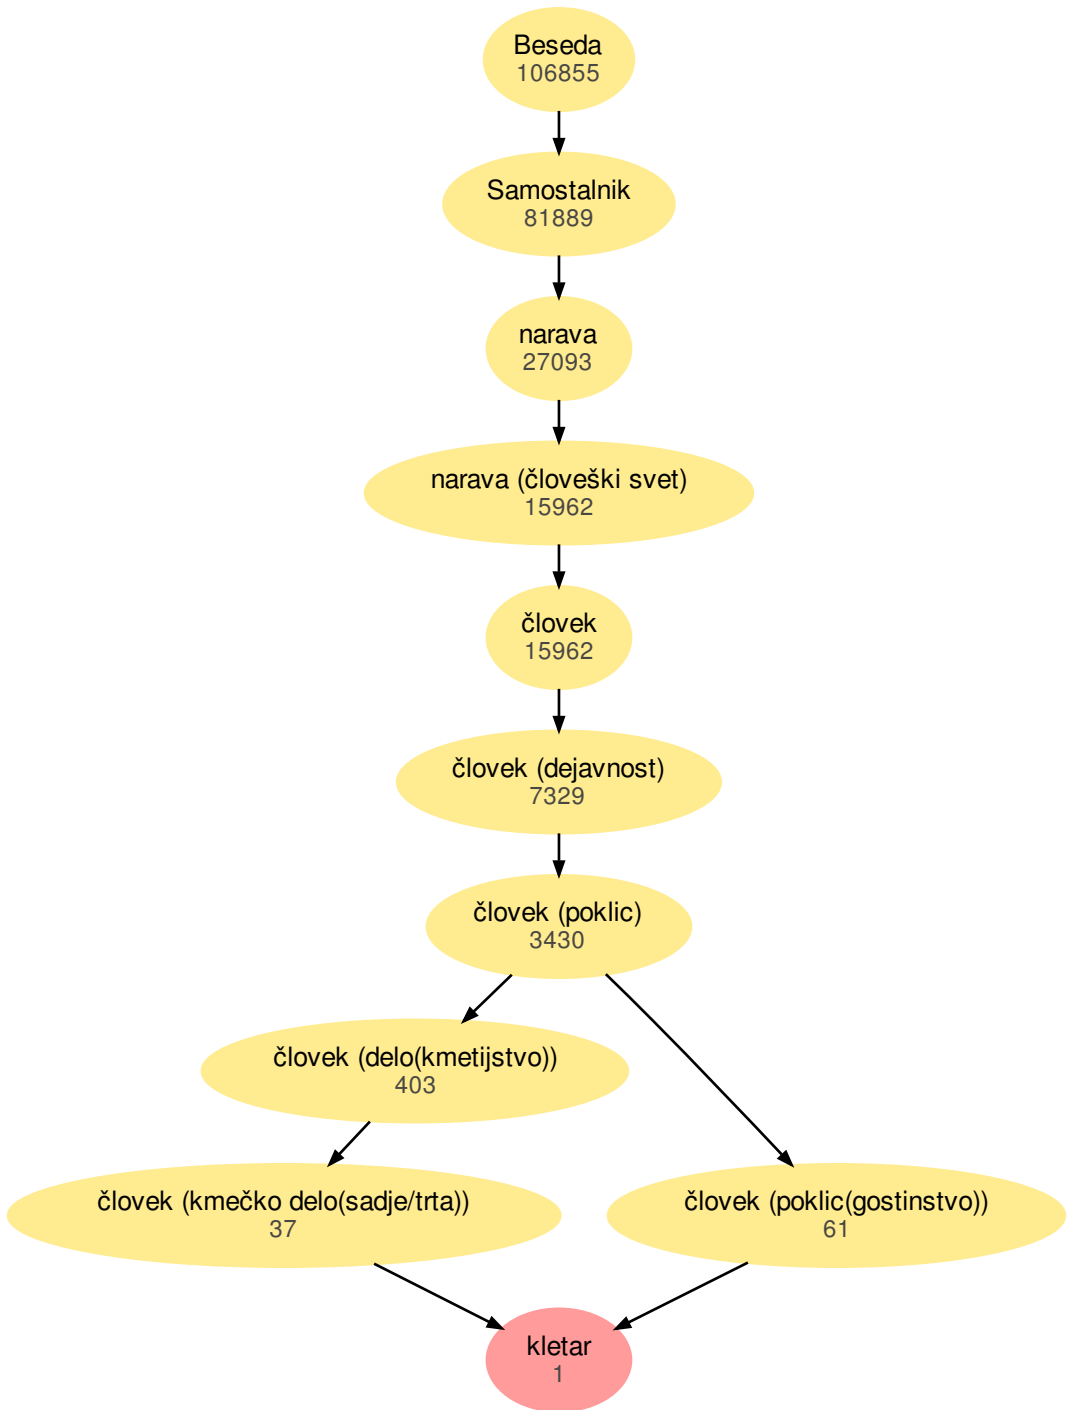 Beseda
106855
Samostalnik
81889
narava
27093
narava (človeški svet)
15962
človek
15962
človek (dejavnost)
7329
človek (poklic)
3430
človek (delo(kmetijstvo))
403
človek (kmečko delo(sadje/trta))
37
človek (poklic(gostinstvo))
61
kletar
1